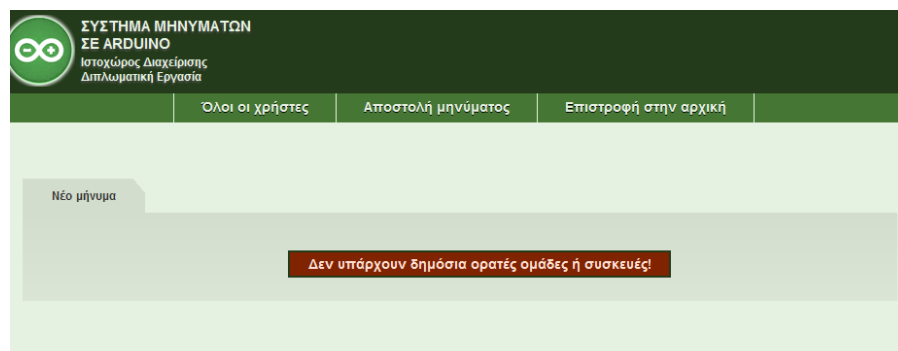 ΣΥΣΤΗΜΑ ΜΗΝΥΜΑΤΩΝ
ΣΕ ARDUINO
Ιστοχώρος Διαχείρισης
Διπλωματική Εργασία
Όλοι οι χρήστες Αποστολή μηνύματος Επιστροφή στην αρχική
Νέο μήνυμα
Δεν υπάρχουν δημόσια ορατές ομάδες ή συσκευές!